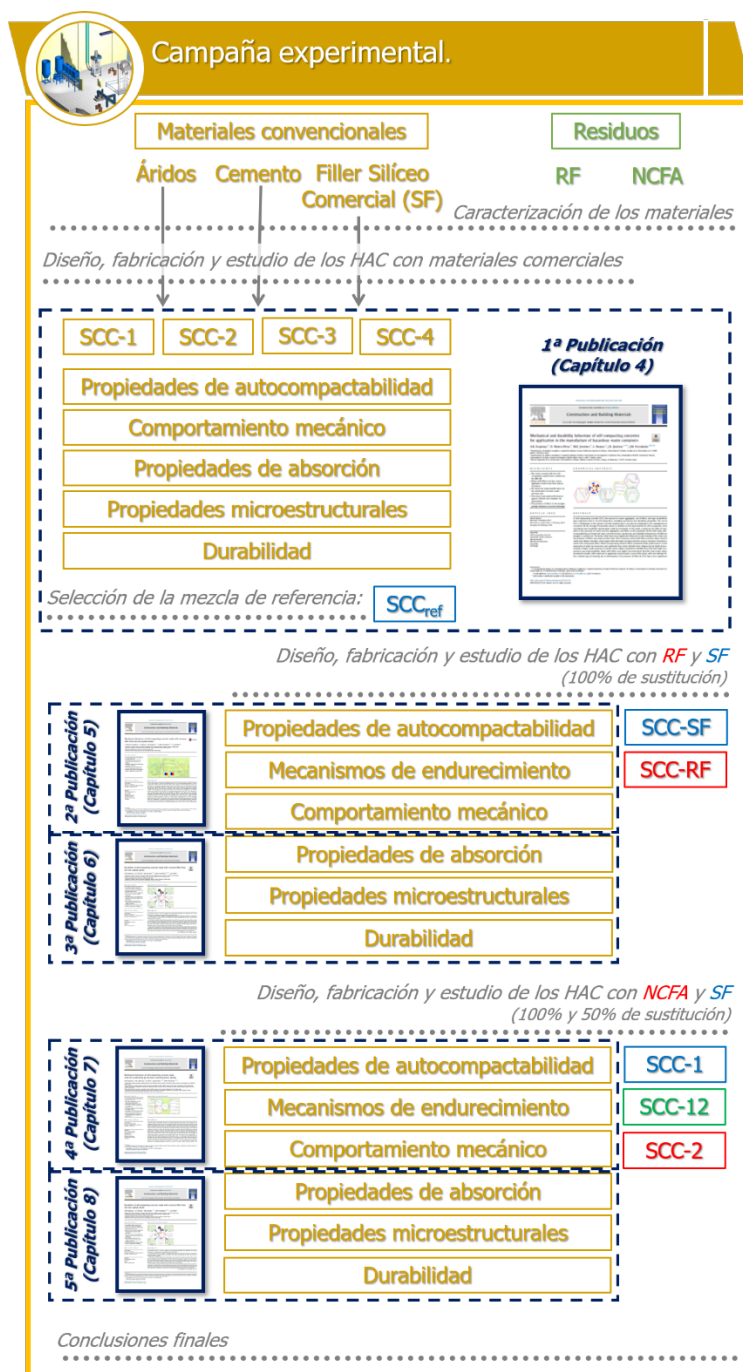 Campaña experimental.
Materiales convencionales
Residuos
Áridos Cemento Filler Silíceo
Comercial (SF)
RF NCFA
Caracterización de los materiales
Diseño, fabricación y estudio de los HAC con materiales comerciales
SCC-1 SCC-2 SCC-3 SCC-4
1ª Publicación
(Capítulo 4)
Propiedades de autocompactabilidad
Comportamiento mecánico
Propiedades de absorción
Propiedades microestructurales
Durabilidad
Construction and Building Materials
Selección de la mezcla de referencia: SCCref
Diseño, fabricación y estudio de los HAC con RF y SF
(100% de sustitución)
2ª Publicación
(Capítulo 5)
Propiedades de autocompactabilidad
SCC-SF
Mecanismos de endurecimiento
SCC-RF
Comportamiento mecánico
3ª Publicación
(Capítulo 6)
Propiedades de absorción
Propiedades microestructurales
Durabilidad
Diseño, fabricación y estudio de los HAC con NCFA y SF
(100% y 50% de sustitución)
4ª Publicación
(Capítulo 7)
Propiedades de autocompactabilidad
SCC-1
Mecanismos de endurecimiento
SCC-12
Comportamiento mecánico
SCC-2
5ª Publicación
(Capítulo 8)
Propiedades de absorción
Propiedades microestructurales
Durabilidad
Conclusiones finales